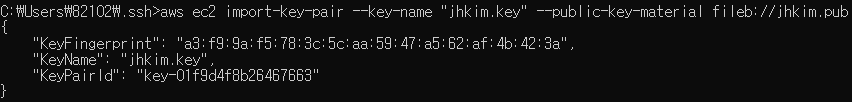 C:₩Users₩82102₩.ssh>aws ec2 import-key-pair --key-name "jhkim.key" --public-key-material fileb://jhkim.pub
{
    "KeyFingerprint": "a3:f9:9a:f5:78:3c:5c:aa:59:47:a5:62:af:4b:42:3a",
    "KeyName": "jhkim.key",
    "KeyPairId": "key-01f9d4f8b26467663"
}